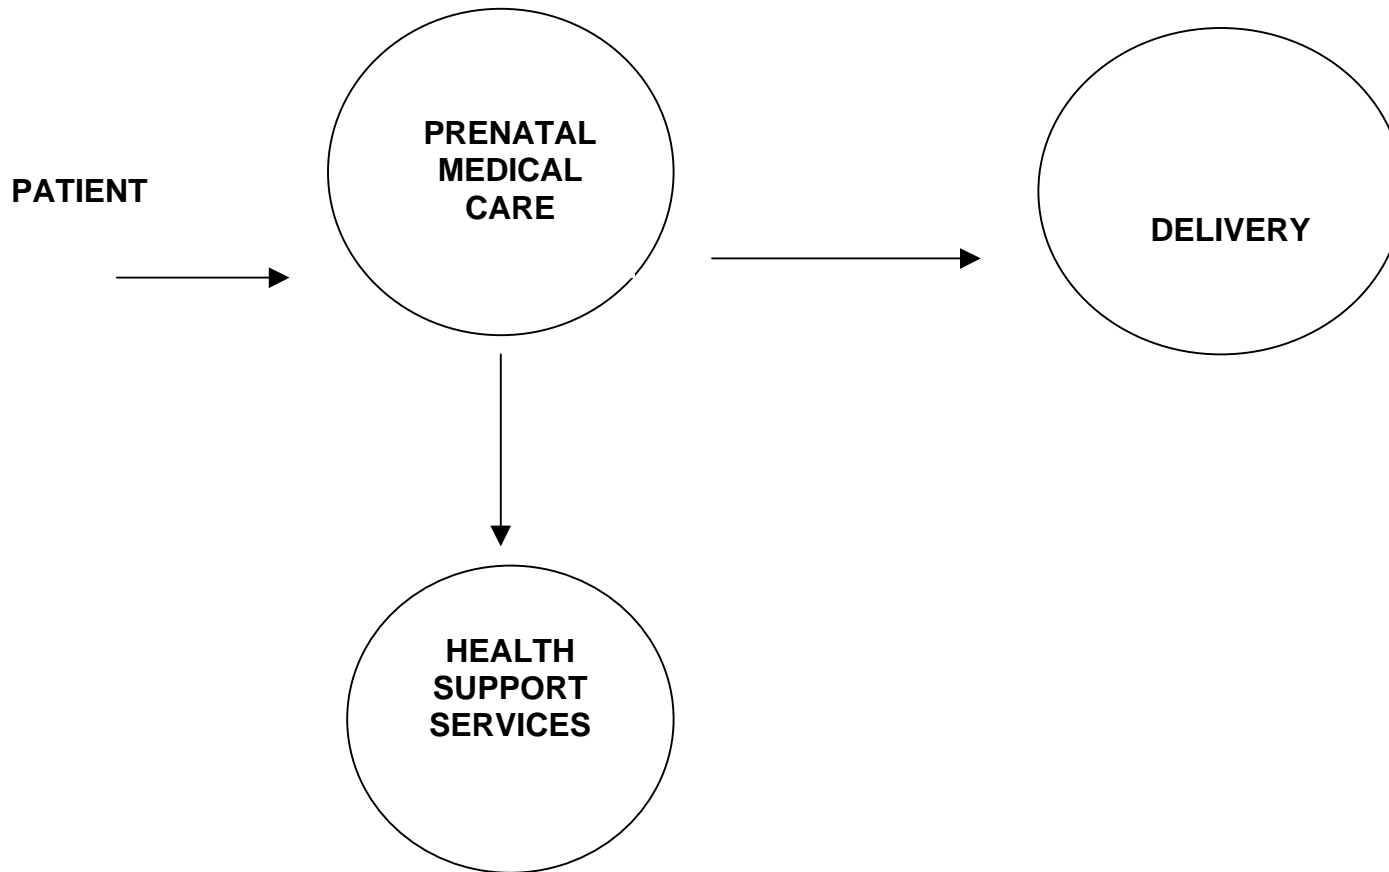 PATIENT
PRENATAL
MEDICAL
CARE
DELIVERY
HEALTH
SUPPORT
SERVICES